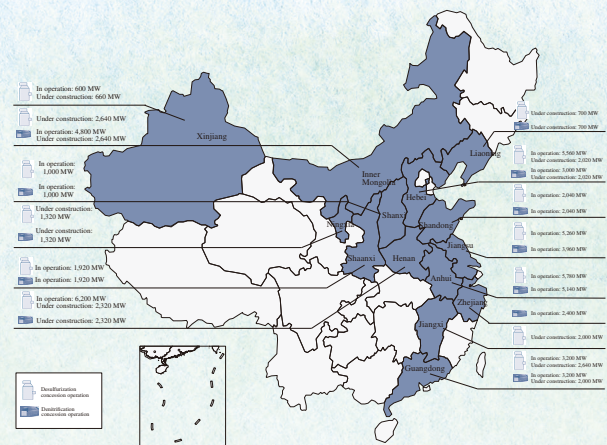 In operation: 600 MW
Under construction: 660 MW
Under construction: 2,640 MW
In operation: 4,800 MW
Under construction: 2,640 MW
In operation:
1,000 MW
In operation:
1,000 MW
Under construction:
1,320 MW
Under construction:
1,320 MW
In operation: 1,920 MW
In operation: 1,920 MW
In operation: 6,200 MW
Under construction: 2,320 MW
Under construction: 2,320 MW
Xinjiang
Inner
Mongolia
Liaoning
Hebei
Shanxi
Ningxia
Shandong
Jiangsu
Shaanxi
Henan
Anhui
Zhejiang
Jiangxi
Guangdong
Under construction: 700 MW
Under construction: 700 MW
In operation: 5,560 MW
Under construction: 2,020 MW
In operation: 3,000 MW
Under construction: 2,020 MW
In operation: 2,040 MW
In operation: 2,040 MW
In operation: 5,260 MW
In operation: 3,960 MW
In operation: 5,780 MW
In operation: 5,140 MW
In operation: 2,400 MW
Under construction: 2,000 MW
In operation: 3,200 MW
Under construction: 2,640 MW
In operation: 3,200 MW
Under construction: 2,000 MW
Desulfurization
concession operation
Denitrification
concession operation